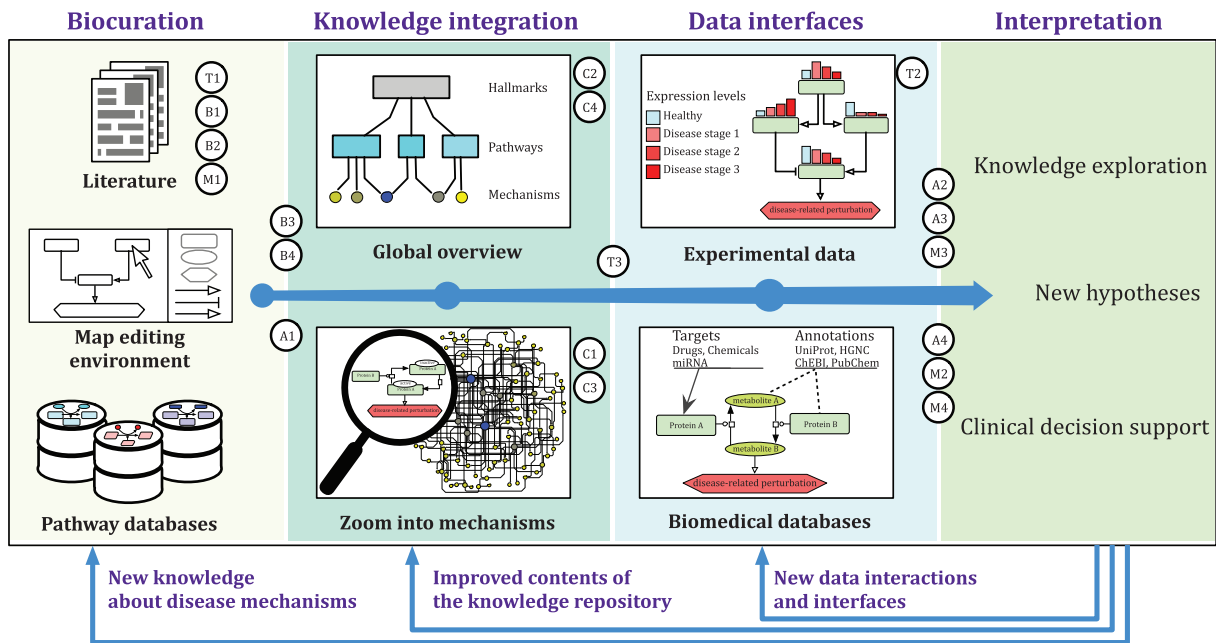 Biocuration
Knowledge integration
Data interfaces
Interpretation
T1
B1
B2
M1
Literature
Map editing
environment
Pathway databases
B3
B4
A1
Hallmarks
Pathways
Mechanisms
C2
C4
Global overview
T3
Protein B
Protein A
disease-related perturbation
C1
C3
Zoom into mechanisms
T2
Expression levels
Healthy
Disease stage 1
Disease stage 2
Disease stage 3
disease-related perturbation
Experimental data
A2
A3
M3
Targets
Drugs, Chemicals
miRNA
Annotations
UniProt, HGNC
ChEBI, PubChem
metabolite A
Protein A
Protein B
metabolite B
disease-related perturbation
Biomedical databases
A4
M2
M4
Knowledge exploration
New hypotheses
Clinical decision support
New knowledge
about disease mechanisms
Improved contents of
the knowledge repository
New data interactions
and interfaces